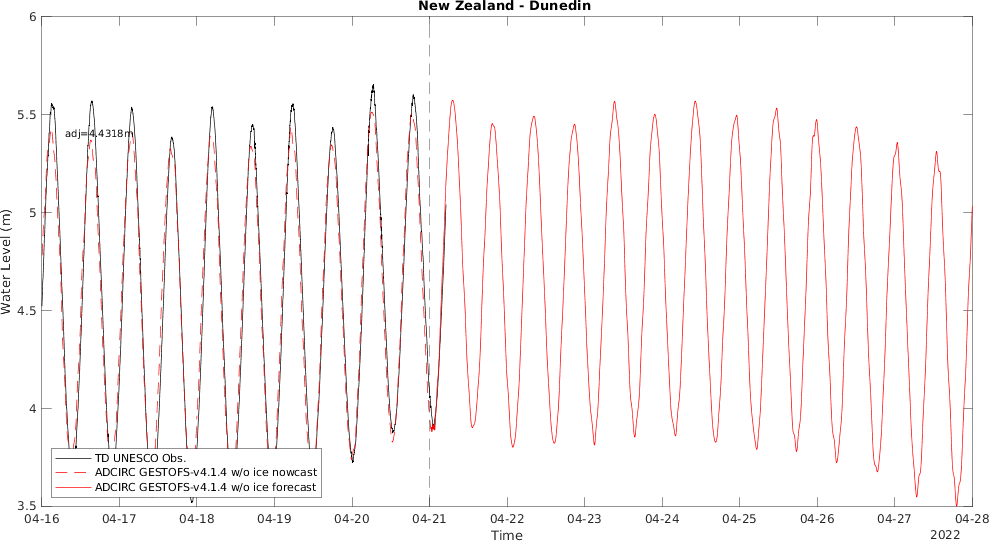 New Zealand - Dunedin
6
5.5
5
4.5
4
3.5
Water Level (m)
adj=4.4318m
TD UNESCO Obs.
ADCIRC GESTOFS-v4.1.4 w/o ice nowcast
ADCIRC GESTOFS-v4.1.4 w/o ice forecast
04-16 04-17 04-18 04-19 04-20 04-21 04-22 04-23 04-24 04-25 04-26 04-27 04-28
Time
2022